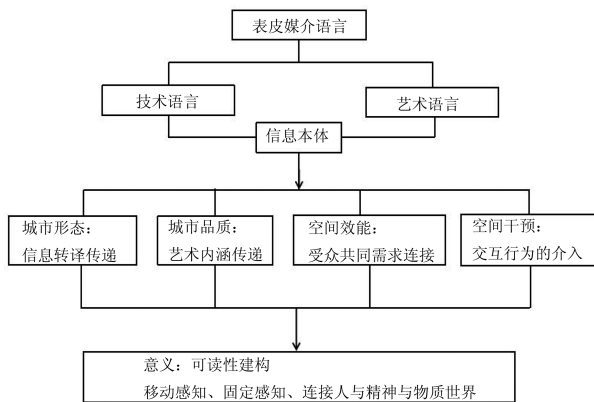 表皮媒介语言
技术语言
艺术语言
信息本体
城市形态：
信息转译传递
城市品质：
艺术内涵传递
空间效能：
受众共同需求连接
空间干预：
交互行为的介入
意义：可读性建构
移动感知、固定感知、连接人与精神与物质世界